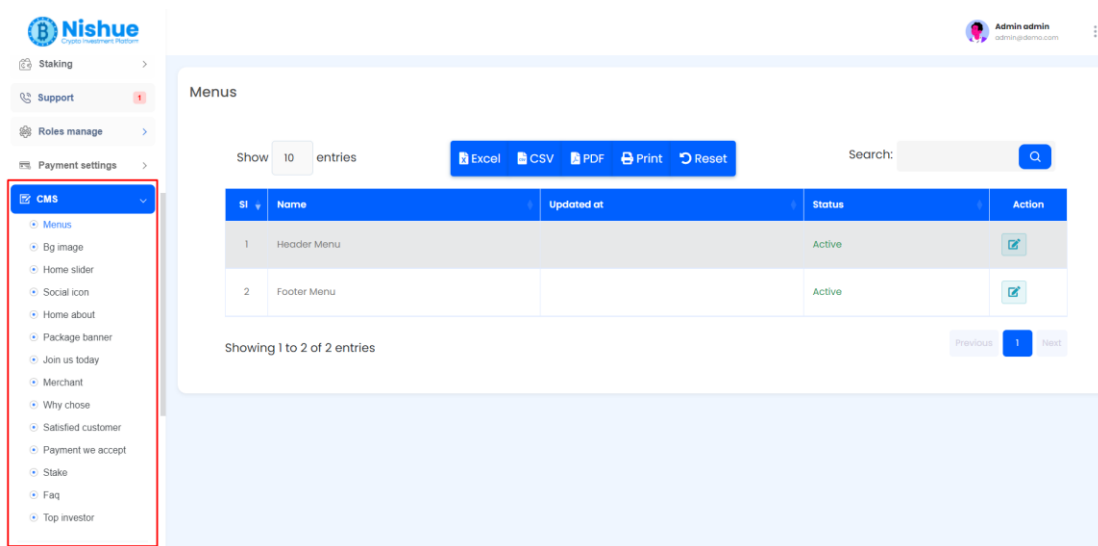 Nishue
Crypto Investment Platform
Admin admin
admin@demo.com
Staking
Support 1
Roles manage
Payment settings
CMS
Menus
Bg image
Home slider
Social icon
Home about
Package banner
Join us today
Merchant
Why chose
Satisfied customer
Payment we accept
Stake
Faq
Top investor
Menus
Show 10 entries
Excel CSV PDF Print Reset
Search:
Sl Name Updated at Status Action
1 Header Menu Active
2 Footer Menu Active
Showing 1 to 2 of 2 entries
Previous 1 Next